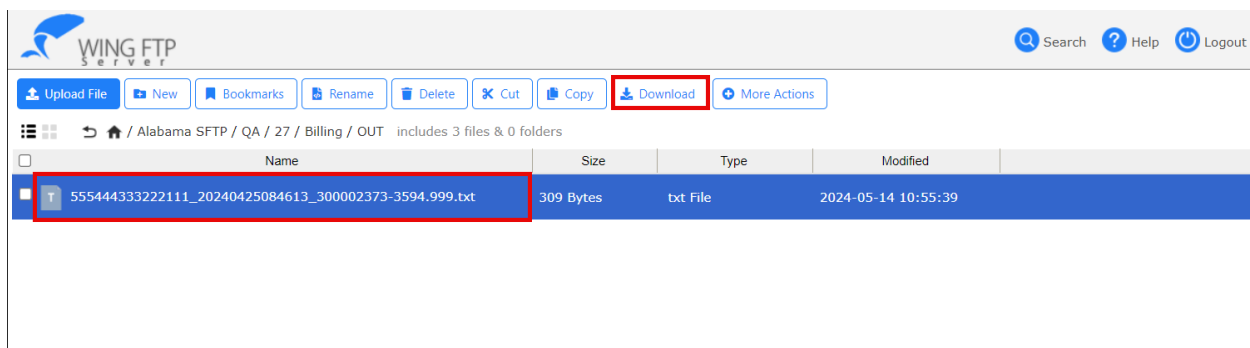 WING FTP
Server
Search Help Logout
Upload File New Bookmarks Rename Delete Cut Copy Download More Actions
/ Alabama SFTP / QA / 27 / Billing / OUT includes 3 files & 0 folders
Name Size Type Modified
T 555444333222111_20240425084613_300002373-3594.999.txt 309 Bytes txt File 2024-05-14 10:55:39